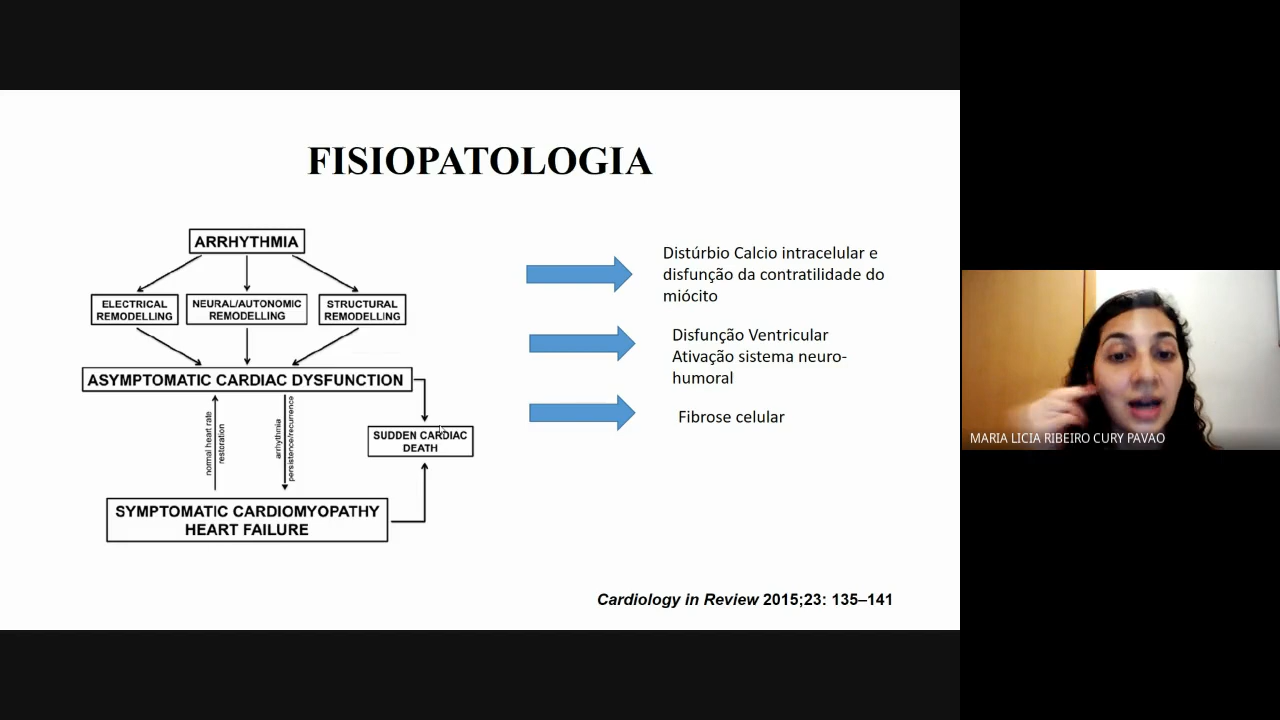 FISIOPATOLOGIA
ARRHYTHMIA
ELECTRICAL
REMODELLING
NEURAL/AUTONOMIC
REMODELLING
STRUCTURAL
REMODELLING
ASYMPTOMATIC CARDIAC DYSFUNCTION
normal heart rate
restoration
arrhythmia
persistence/recurrence
SUDDEN CARDIAC
DEATH
SYMPTOMATIC CARDIOMYOPATHY
HEART FAILURE
Distúrbio Calcio intracelular e
disfunção da contratilidade do
miócito
Disfunção Ventricular
Ativação sistema neuro-
humoral
Fibrose celular
Cardiology in Review 2015;23: 135–141
MARIA LICIA RIBEIRO CURY PAVAO